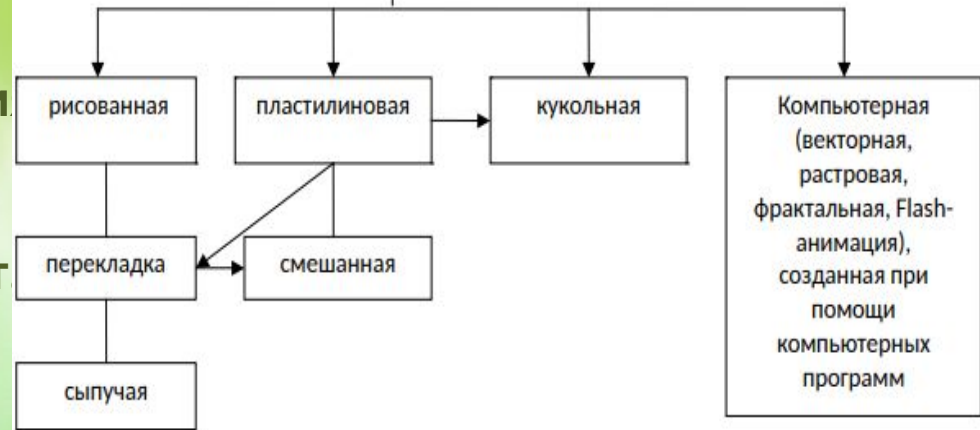 рисованная
пластилиновая
кукольная
Компьютерная
(векторная,
растровая,
фрактальная, Flash-
анимация),
созданная при
помощи
компьютерных
программ
перекладка
смешанная
сыпучая